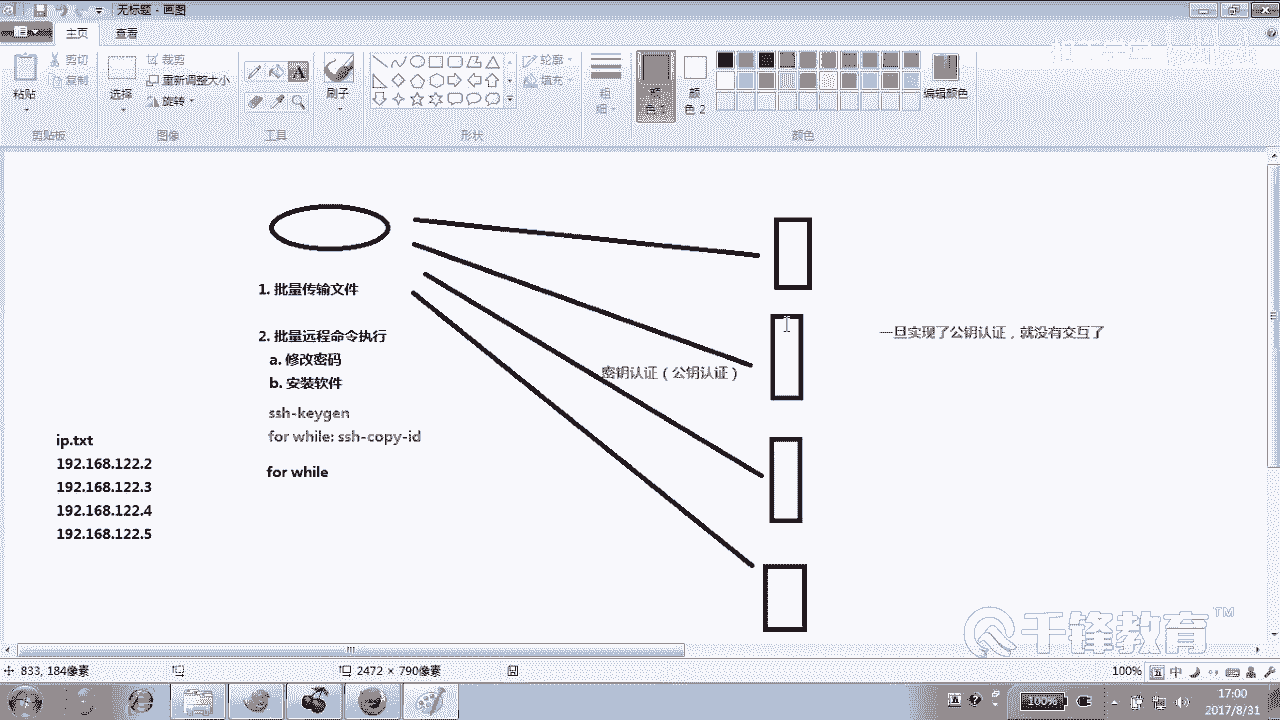 无标题 - 画图
主页
查看
剪切
复制
粘贴
剪贴板
选择
裁剪
重新调整大小
旋转
图像
工具
刷子
形状
轮廓
填充
粗细
颜色 1
颜色 2
颜色
编辑颜色
1. 批量传输文件
2. 批量远程命令执行
a. 修改密码
b. 安装软件
ssh-keygen
for while: ssh-copy-id
for while
ip.txt
192.168.122.2
192.168.122.3
192.168.122.4
192.168.122.5
密钥认证（公钥认证）
一旦实现了公钥认证，就没有交互了
千锋教育 TM
833, 184像素
2472 × 790像素
100%
中
100%
17:00
2017/8/31